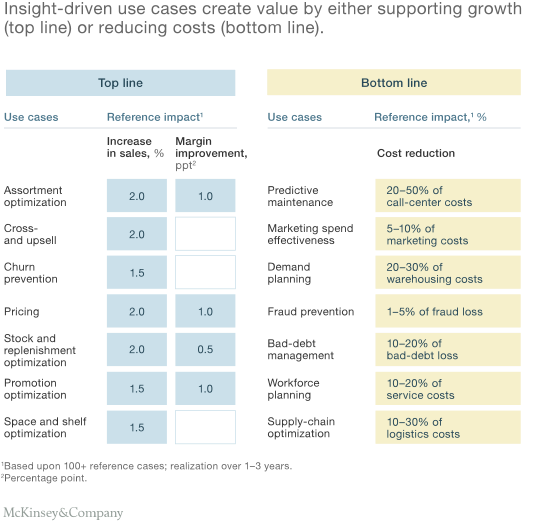 Insight-driven use cases create value by either supporting growth
(top line) or reducing costs (bottom line).
Top line
Use cases
Reference impact¹
Increase
in sales, %
Margin
improvement,
ppt²
Assortment
optimization
2.0
1.0
Cross-
and upsell
2.0
Churn
prevention
1.5
Pricing
2.0
1.0
Stock and
replenishment
optimization
2.0
0.5
Promotion
optimization
1.5
1.0
Space and shelf
optimization
1.5
Bottom line
Use cases
Reference impact,¹ %
Cost reduction
Predictive
maintenance
20–50% of
call-center costs
Marketing spend
effectiveness
5–10% of
marketing costs
Demand
planning
20–30% of
warehousing costs
Fraud prevention
1–5% of fraud loss
Bad-debt
management
10–20% of
bad-debt loss
Workforce
planning
10–20% of
service costs
Supply-chain
optimization
10–30% of
logistics costs
¹Based upon 100+ reference cases; realization over 1–3 years.
²Percentage point.
McKinsey&Company